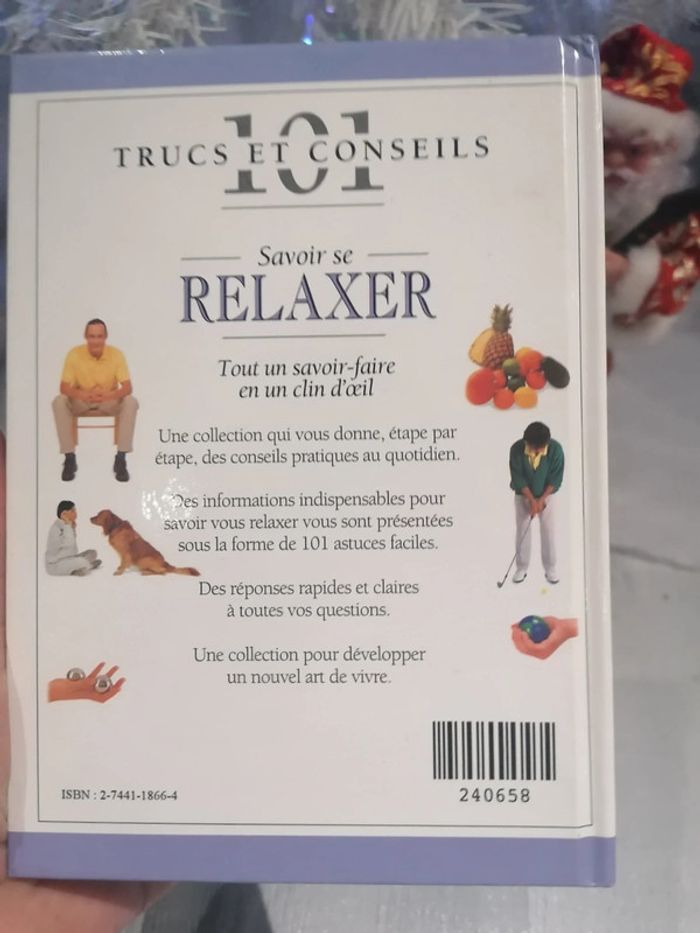 101
TRUCS ET CONSEILS
Savoir se
RELAXER
Tout un savoir-faire
en un clin d'œil
Une collection qui vous donne, étape par
étape, des conseils pratiques au quotidien.
Des informations indispensables pour
savoir vous relaxer vous sont présentées
sous la forme de 101 astuces faciles.
Des réponses rapides et claires
à toutes vos questions.
Une collection pour développer
un nouvel art de vivre.
ISBN : 2-7441-1866-4
240658